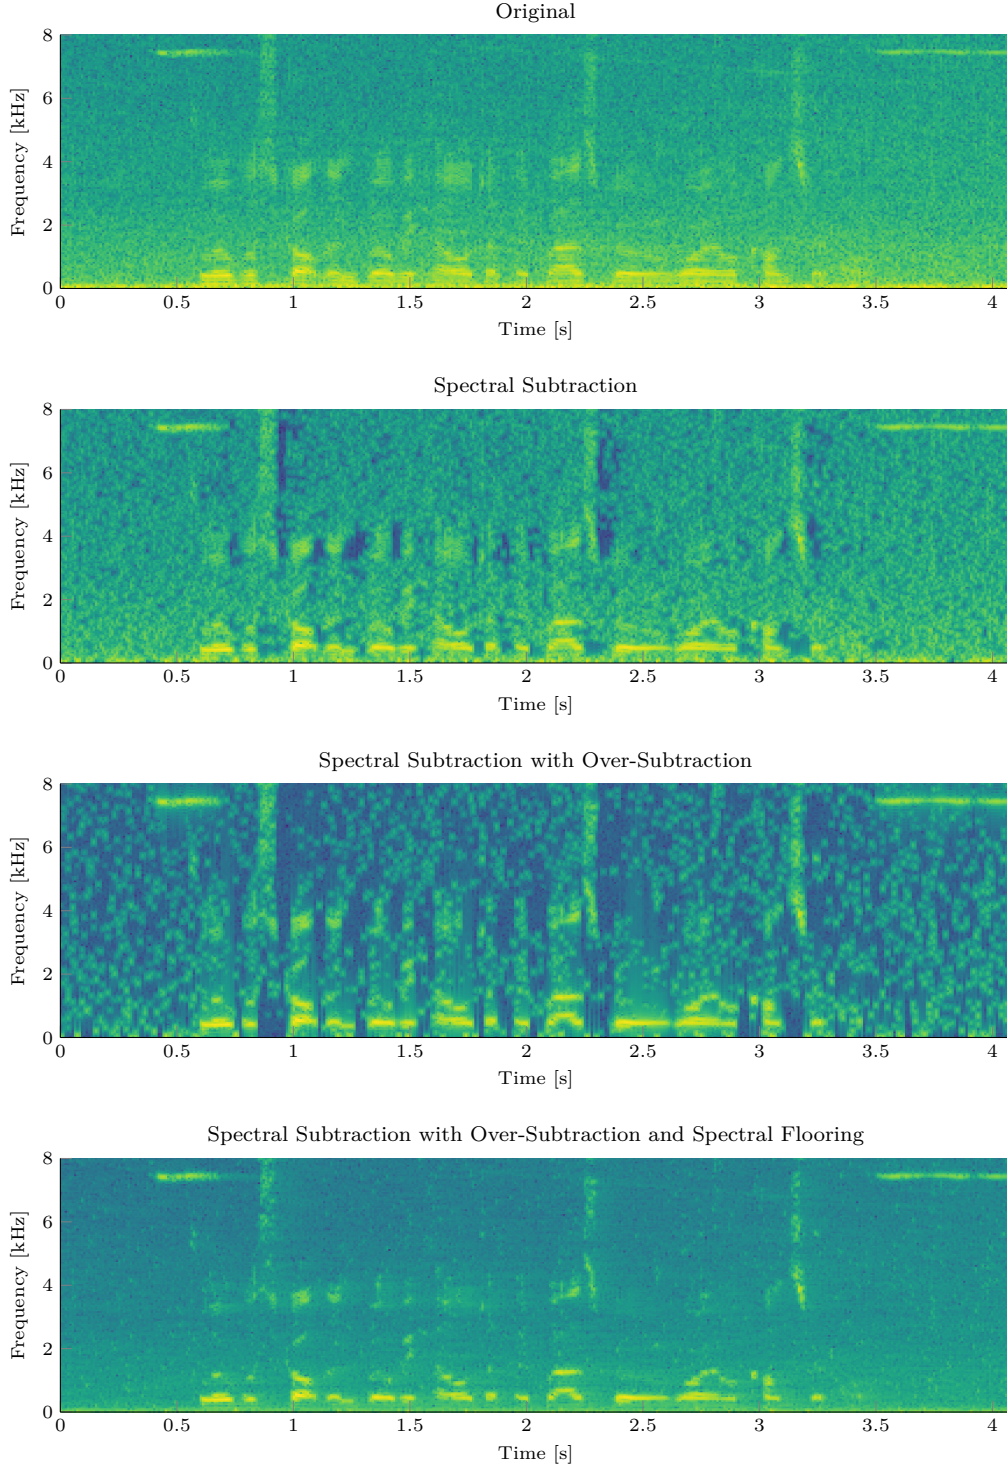 Original
8
6
4
2
0
Frequency [kHz]
0 0.5 1 1.5 2 2.5 3 3.5 4
Time [s]
Spectral Subtraction
8
6
4
2
0
Frequency [kHz]
0 0.5 1 1.5 2 2.5 3 3.5 4
Time [s]
Spectral Subtraction with Over-Subtraction
8
6
4
2
0
Frequency [kHz]
0 0.5 1 1.5 2 2.5 3 3.5 4
Time [s]
Spectral Subtraction with Over-Subtraction and Spectral Flooring
8
6
4
2
0
Frequency [kHz]
0 0.5 1 1.5 2 2.5 3 3.5 4
Time [s]